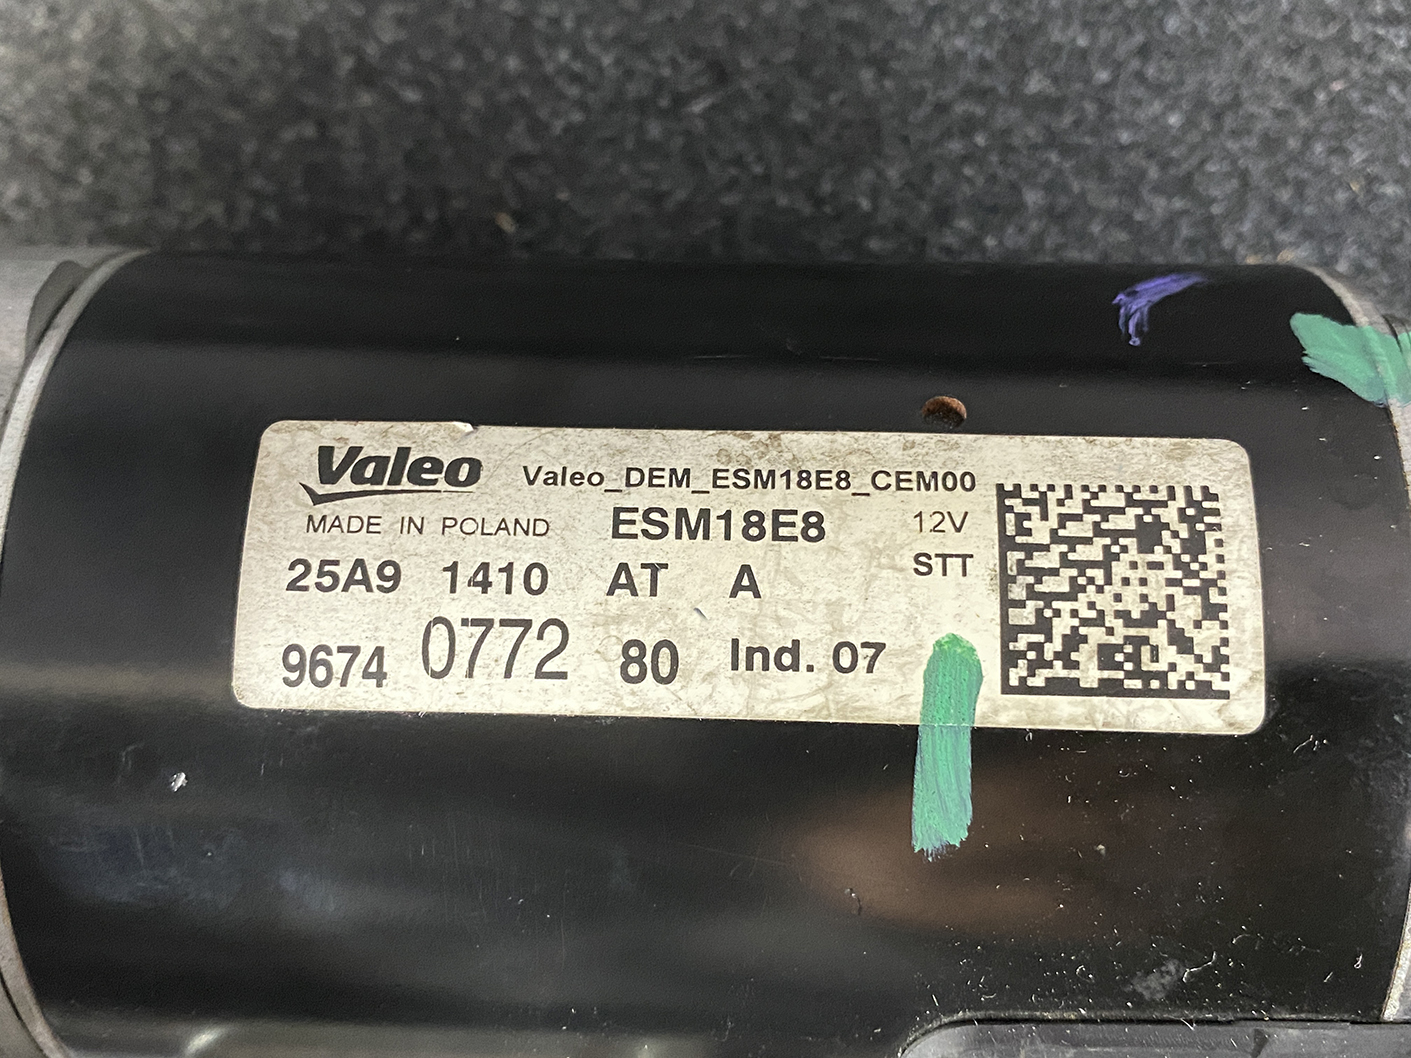 Valeo Valeo_DEM_ESM18E8_CEM00
MADE IN POLAND ESM18E8 12V
25A9 1410 AT A STT
9674 0772 80 Ind. 07